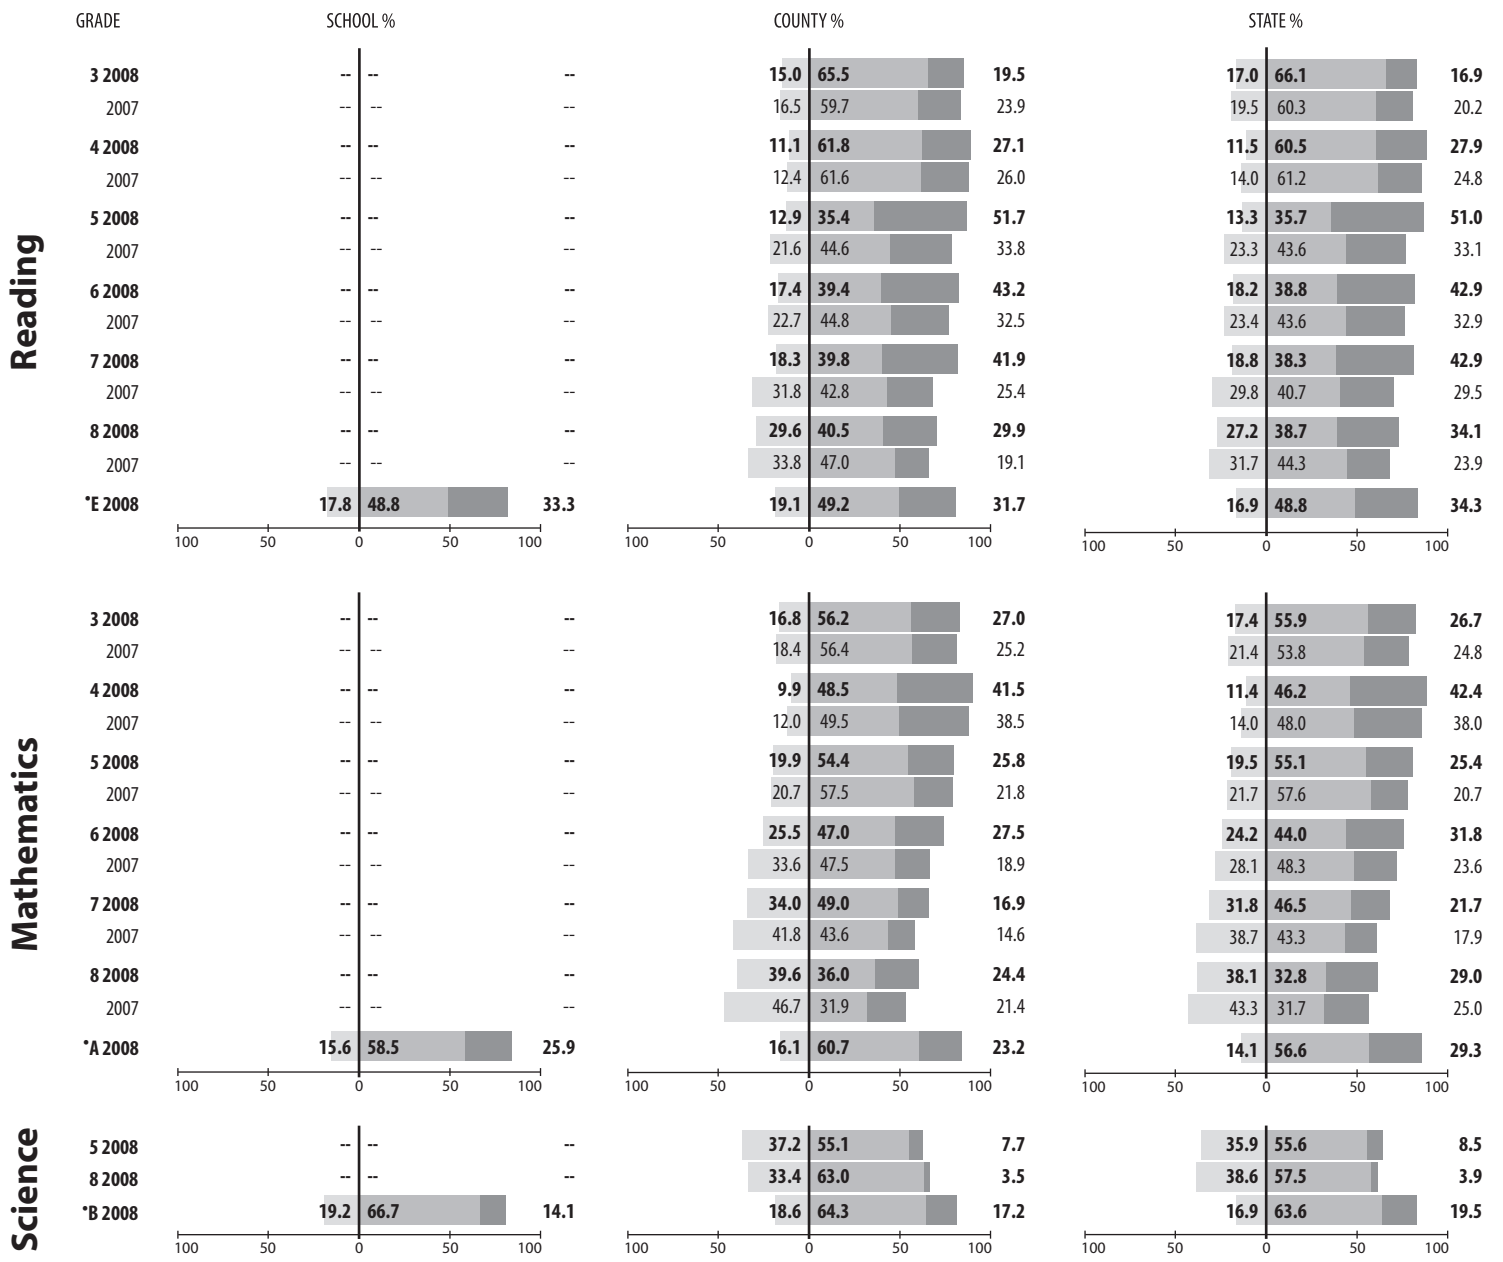 GRADE SCHOOL % COUNTY % STATE %
Reading
3 2008 -- -- -- 15.0 65.5 19.5 17.0 66.1 16.9
2007 -- -- -- 16.5 59.7 23.9 19.5 60.3 20.2
4 2008 -- -- -- 11.1 61.8 27.1 11.5 60.5 27.9
2007 -- -- -- 12.4 61.6 26.0 14.0 61.2 24.8
5 2008 -- -- -- 12.9 35.4 51.7 13.3 35.7 51.0
2007 -- -- -- 21.6 44.6 33.8 23.3 43.6 33.1
6 2008 -- -- -- 17.4 39.4 43.2 18.2 38.8 42.9
2007 -- -- -- 22.7 44.8 32.5 23.4 43.6 32.9
7 2008 -- -- -- 18.3 39.8 41.9 18.8 38.3 42.9
2007 -- -- -- 31.8 42.8 25.4 29.8 40.7 29.5
8 2008 -- -- -- 29.6 40.5 29.9 27.2 38.7 34.1
2007 -- -- -- 33.8 47.0 19.1 31.7 44.3 23.9
•E 2008 17.8 48.8 33.3 19.1 49.2 31.7 16.9 48.8 34.3
100 50 0 50 100 100 50 0 50 100 100 50 0 50 100
Mathematics
3 2008 -- -- -- 16.8 56.2 27.0 17.4 55.9 26.7
2007 -- -- -- 18.4 56.4 25.2 21.4 53.8 24.8
4 2008 -- -- -- 9.9 48.5 41.5 11.4 46.2 42.4
2007 -- -- -- 12.0 49.5 38.5 14.0 48.0 38.0
5 2008 -- -- -- 19.9 54.4 25.8 19.5 55.1 25.4
2007 -- -- -- 20.7 57.5 21.8 21.7 57.6 20.7
6 2008 -- -- -- 25.5 47.0 27.5 24.2 44.0 31.8
2007 -- -- -- 33.6 47.5 18.9 28.1 48.3 23.6
7 2008 -- -- -- 34.0 49.0 16.9 31.8 46.5 21.7
2007 -- -- -- 41.8 43.6 14.6 38.7 43.3 17.9
8 2008 -- -- -- 39.6 36.0 24.4 38.1 32.8 29.0
2007 -- -- -- 46.7 31.9 21.4 43.3 31.7 25.0
•A 2008 15.6 58.5 25.9 16.1 60.7 23.2 14.1 56.6 29.3
100 50 0 50 100 100 50 0 50 100 100 50 0 50 100
Science
5 2008 -- -- -- 37.2 55.1 7.7 35.9 55.6 8.5
8 2008 -- -- -- 33.4 63.0 3.5 38.6 57.5 3.9
•B 2008 19.2 66.7 14.1 18.6 64.3 17.2 16.9 63.6 19.5
100 50 0 50 100 100 50 0 50 100 100 50 0 50 100